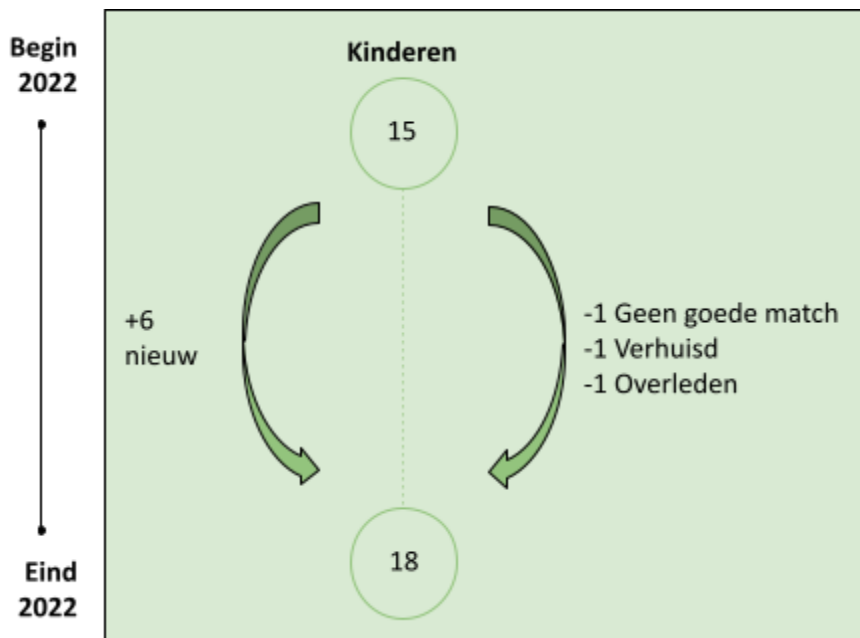 Begin
2022
Kinderen
15
+6
nieuw
-1 Geen goede match
-1 Verhuisd
-1 Overleden
18
Eind
2022